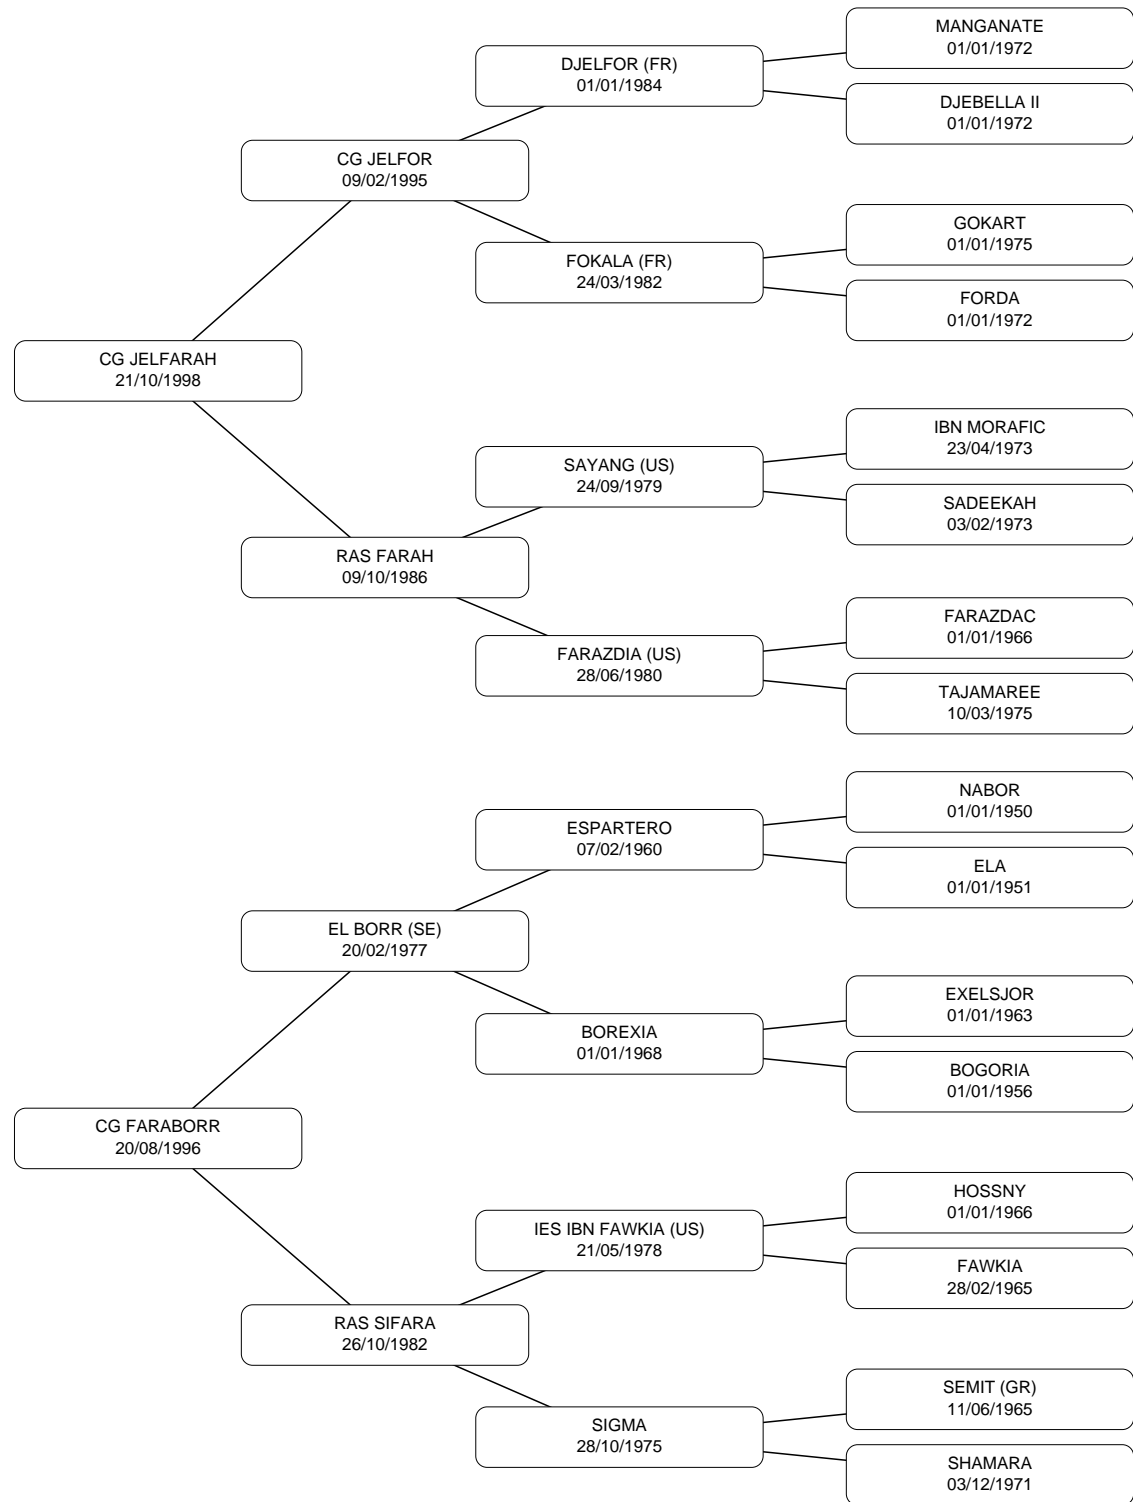 MANGANATE
01/01/1972
DJELFOR (FR)
01/01/1984
DJEBELLA II
01/01/1972
CG JELFOR
09/02/1995
GOKART
01/01/1975
FOKALA (FR)
24/03/1982
FORDA
01/01/1972
CG JELFARAH
21/10/1998
IBN MORAFIC
23/04/1973
SAYANG (US)
24/09/1979
SADEEKAH
03/02/1973
RAS FARAH
09/10/1986
FARAZDAC
01/01/1966
FARAZDIA (US)
28/06/1980
TAJAMAREE
10/03/1975
NABOR
01/01/1950
ESPARTERO
07/02/1960
ELA
01/01/1951
EL BORR (SE)
20/02/1977
EXELSJOR
01/01/1963
BOREXIA
01/01/1968
BOGORIA
01/01/1956
CG FARABORR
20/08/1996
HOSSNY
01/01/1966
IES IBN FAWKIA (US)
21/05/1978
FAWKIA
28/02/1965
RAS SIFARA
26/10/1982
SEMIT (GR)
11/06/1965
SIGMA
28/10/1975
SHAMARA
03/12/1971